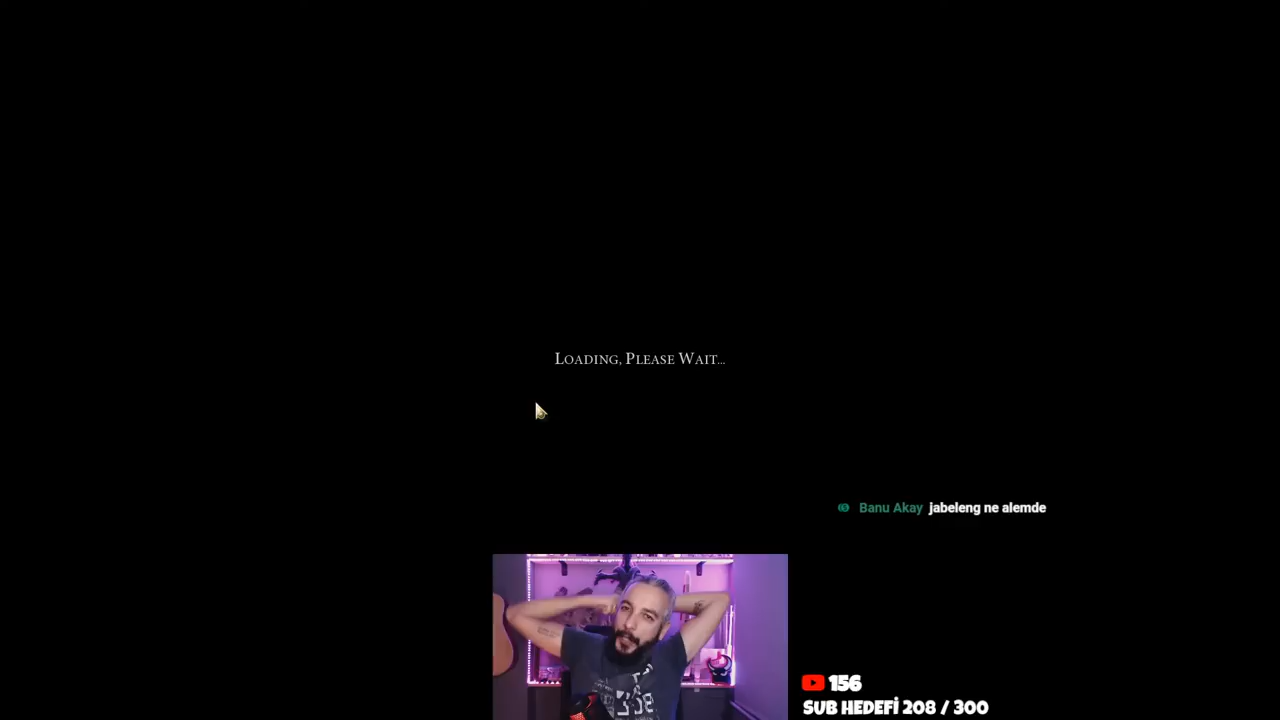 Loading, Please Wait...
Banu Akay jabeleng ne alemde
156
SUB HEDEFİ 208 / 300